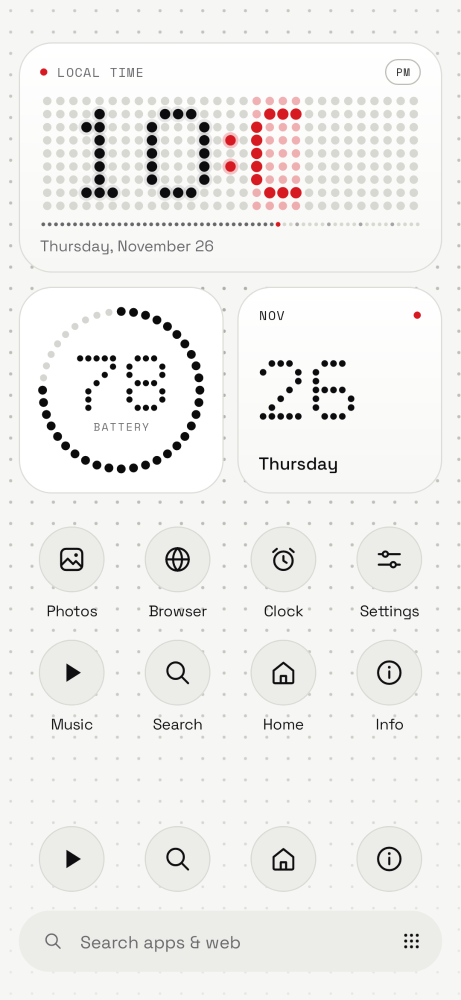 LOCAL TIME
PM
10:
Thursday, November 26
78
BATTERY
NOV
26
Thursday
Photos
Browser
Clock
Settings
Music
Search
Home
Info
Search apps & web